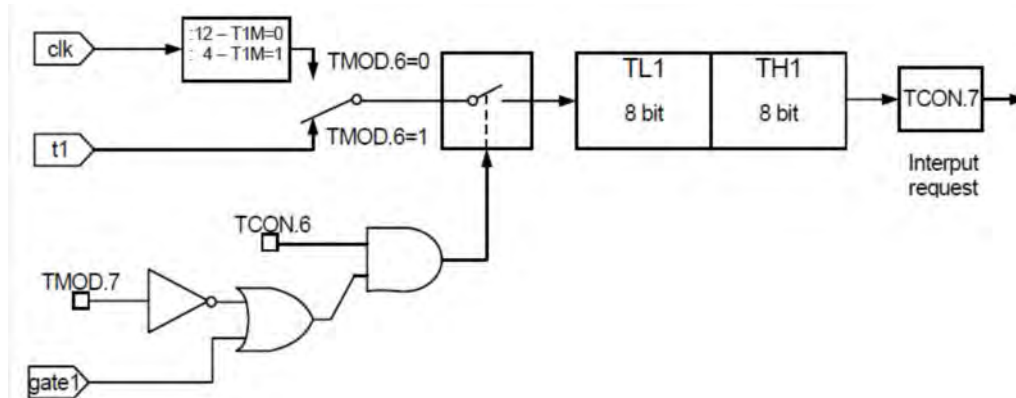 clk
:12 – T1M=0
: 4 – T1M=1
TMOD.6=0
TMOD.6=1
t1
TL1
8 bit
TH1
8 bit
TCON.7
Interput
request
TCON.6
TMOD.7
gate1